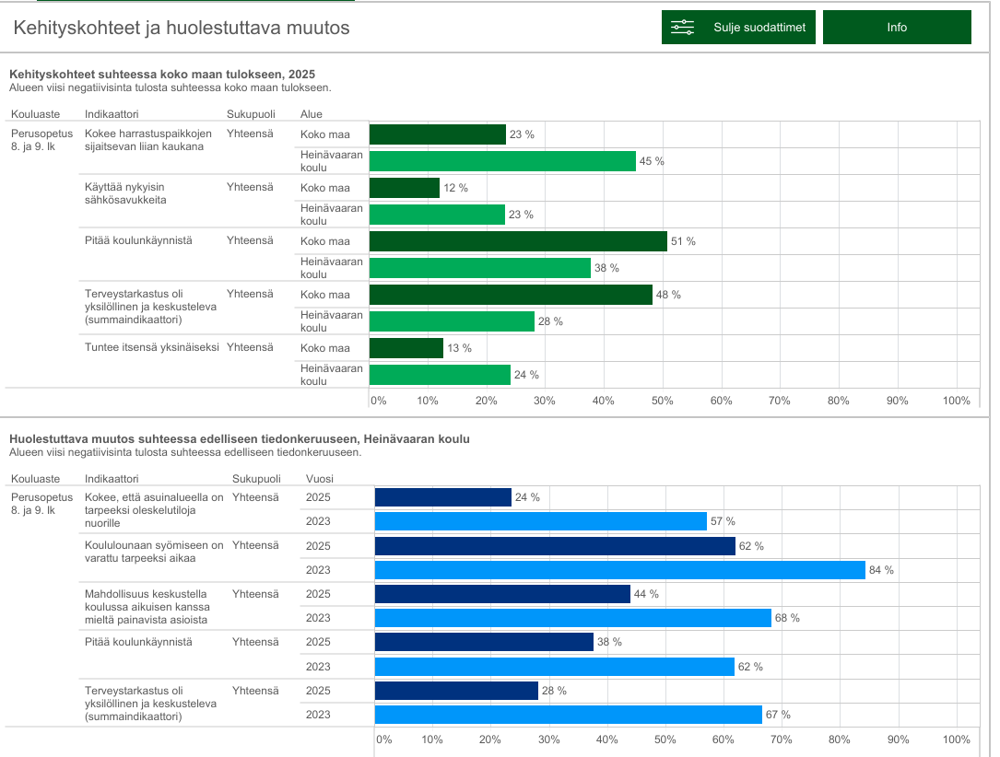 Kehityskohteet ja huolestuttava muutos
Sulje suodattimet
Info
Kehityskohteet suhteessa koko maan tulokseen, 2025
Alueen viisi negatiivisinta tulosta suhteessa koko maan tulokseen.
Kouluaste Indikaattori Sukupuoli Alue
Perusopetus
8. ja 9. lk
Kokee harrastuspaikkojen
sijaitsevan liian kaukana
Yhteensä
Koko maa
23 %
Heinävaaran
koulu
45 %
Käyttää nykyisin
sähkösavukkeita
Yhteensä
Koko maa
12 %
Heinävaaran
koulu
23 %
Pitää koulunkäynnistä
Yhteensä
Koko maa
51 %
Heinävaaran
koulu
38 %
Terveystarkastus oli
yksilöllinen ja keskusteleva
(summaindikaattori)
Yhteensä
Koko maa
48 %
Heinävaaran
koulu
28 %
Tuntee itsensä yksinäiseksi
Yhteensä
Koko maa
13 %
Heinävaaran
koulu
24 %
0% 10% 20% 30% 40% 50% 60% 70% 80% 90% 100%
Huolestuttava muutos suhteessa edelliseen tiedonkeruuseen, Heinävaaran koulu
Alueen viisi negatiivisinta tulosta suhteessa edelliseen tiedonkeruuseen.
Kouluaste Indikaattori Sukupuoli Vuosi
Perusopetus
8. ja 9. lk
Kokee, että asuinalueella on
tarpeeksi oleskelutiloja
nuorille
Yhteensä
2025
24 %
2023
57 %
Koululounaan syömiseen on
varattu tarpeeksi aikaa
Yhteensä
2025
62 %
2023
84 %
Mahdollisuus keskustella
koulussa aikuisen kanssa
mieltä painavista asioista
Yhteensä
2025
44 %
2023
68 %
Pitää koulunkäynnistä
Yhteensä
2025
38 %
2023
62 %
Terveystarkastus oli
yksilöllinen ja keskusteleva
(summaindikaattori)
Yhteensä
2025
28 %
2023
67 %
0% 10% 20% 30% 40% 50% 60% 70% 80% 90% 100%